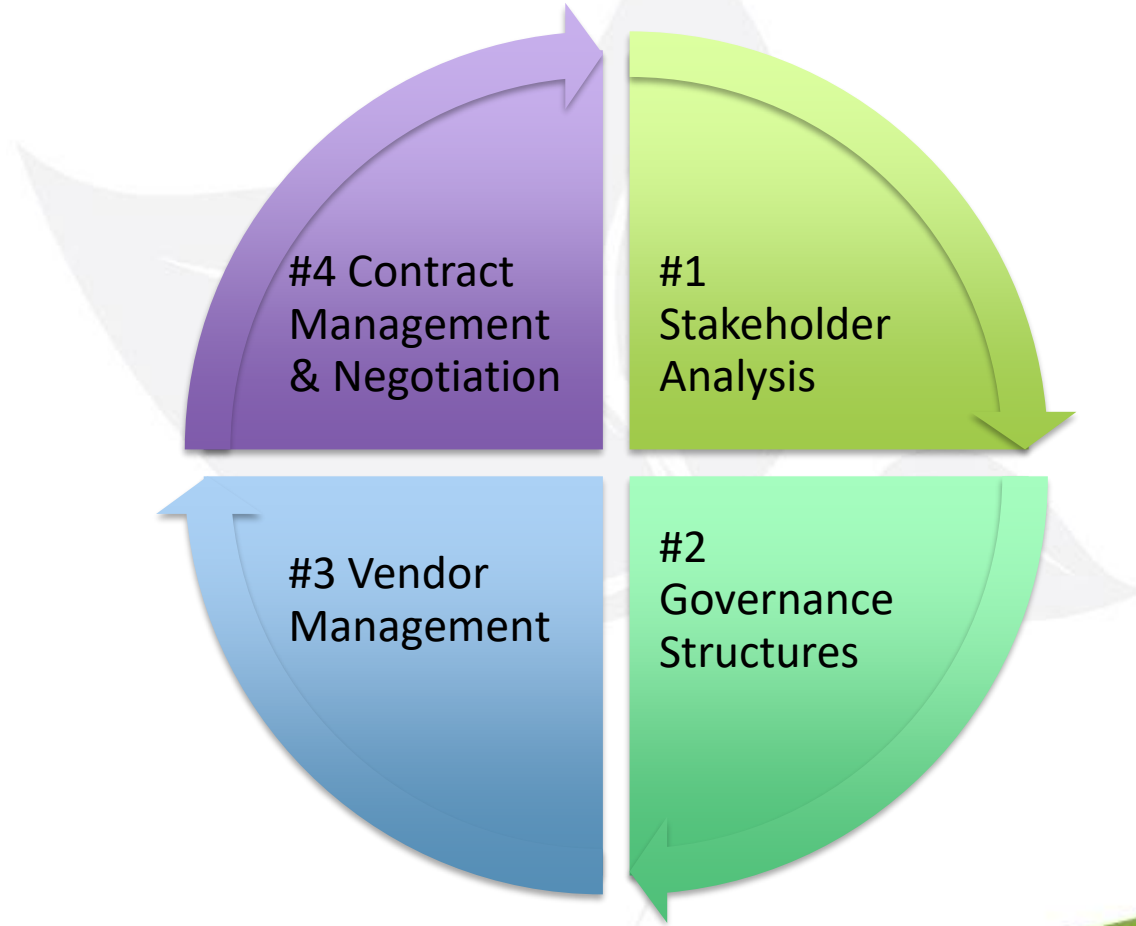 #1
Stakeholder
Analysis
#2
Governance
Structures
#3 Vendor
Management
#4 Contract
Management
& Negotiation